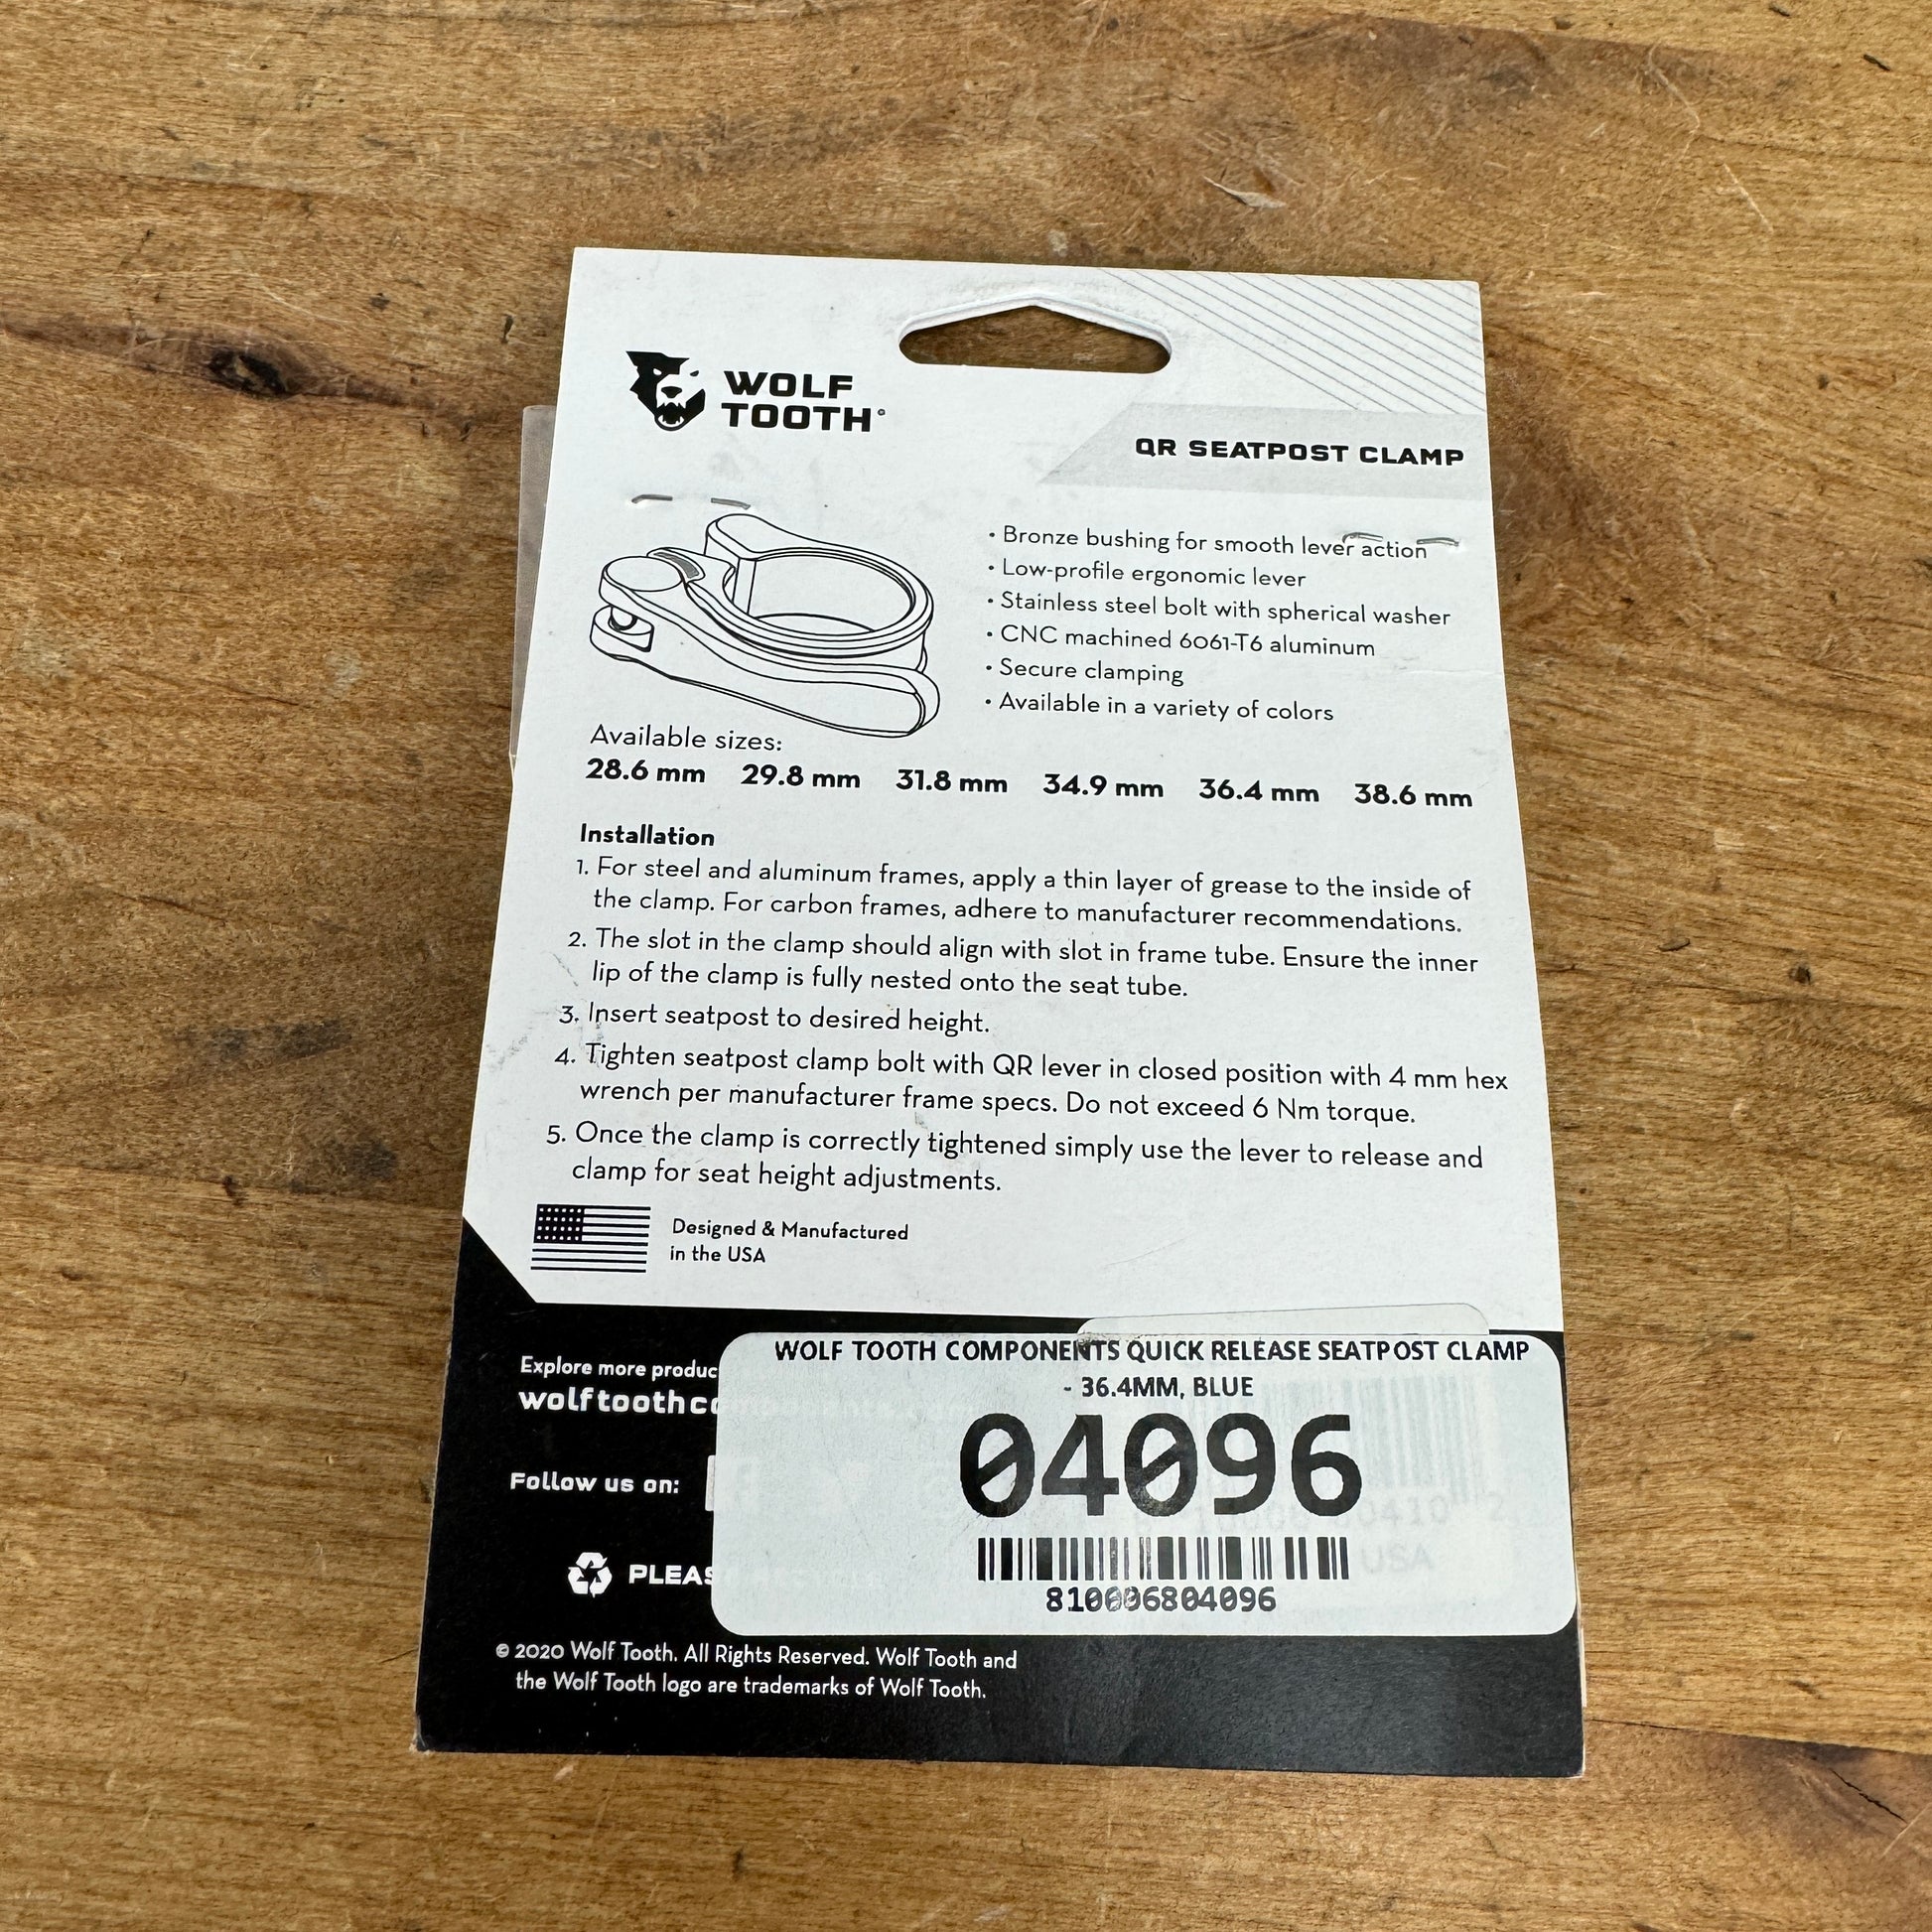 WOLF
TOOTH
QR SEATPOST CLAMP
• Bronze bushing for smooth lever action
• Low-profile ergonomic lever
• Stainless steel bolt with spherical washer
• CNC machined 6061-T6 aluminum
• Secure clamping
• Available in a variety of colors
Available sizes:
28.6 mm 29.8 mm 31.8 mm 34.9 mm 36.4 mm 38.6 mm
Installation
1. For steel and aluminum frames, apply a thin layer of grease to the inside of
the clamp. For carbon frames, adhere to manufacturer recommendations.
2. The slot in the clamp should align with slot in frame tube. Ensure the inner
lip of the clamp is fully nested onto the seat tube.
3. Insert seatpost to desired height.
4. Tighten seatpost clamp bolt with QR lever in closed position with 4 mm hex
wrench per manufacturer frame specs. Do not exceed 6 Nm torque.
5. Once the clamp is correctly tightened simply use the lever to release and
clamp for seat height adjustments.
Designed & Manufactured
in the USA
WOLF TOOTH COMPONENTS QUICK RELEASE SEATPOST CLAMP
- 36.4MM, BLUE
04096
810006804096
Explore more produc
wolftoothc
Follow us on:
PLEAS
USA
© 2020 Wolf Tooth. All Rights Reserved. Wolf Tooth and
the Wolf Tooth logo are trademarks of Wolf Tooth.